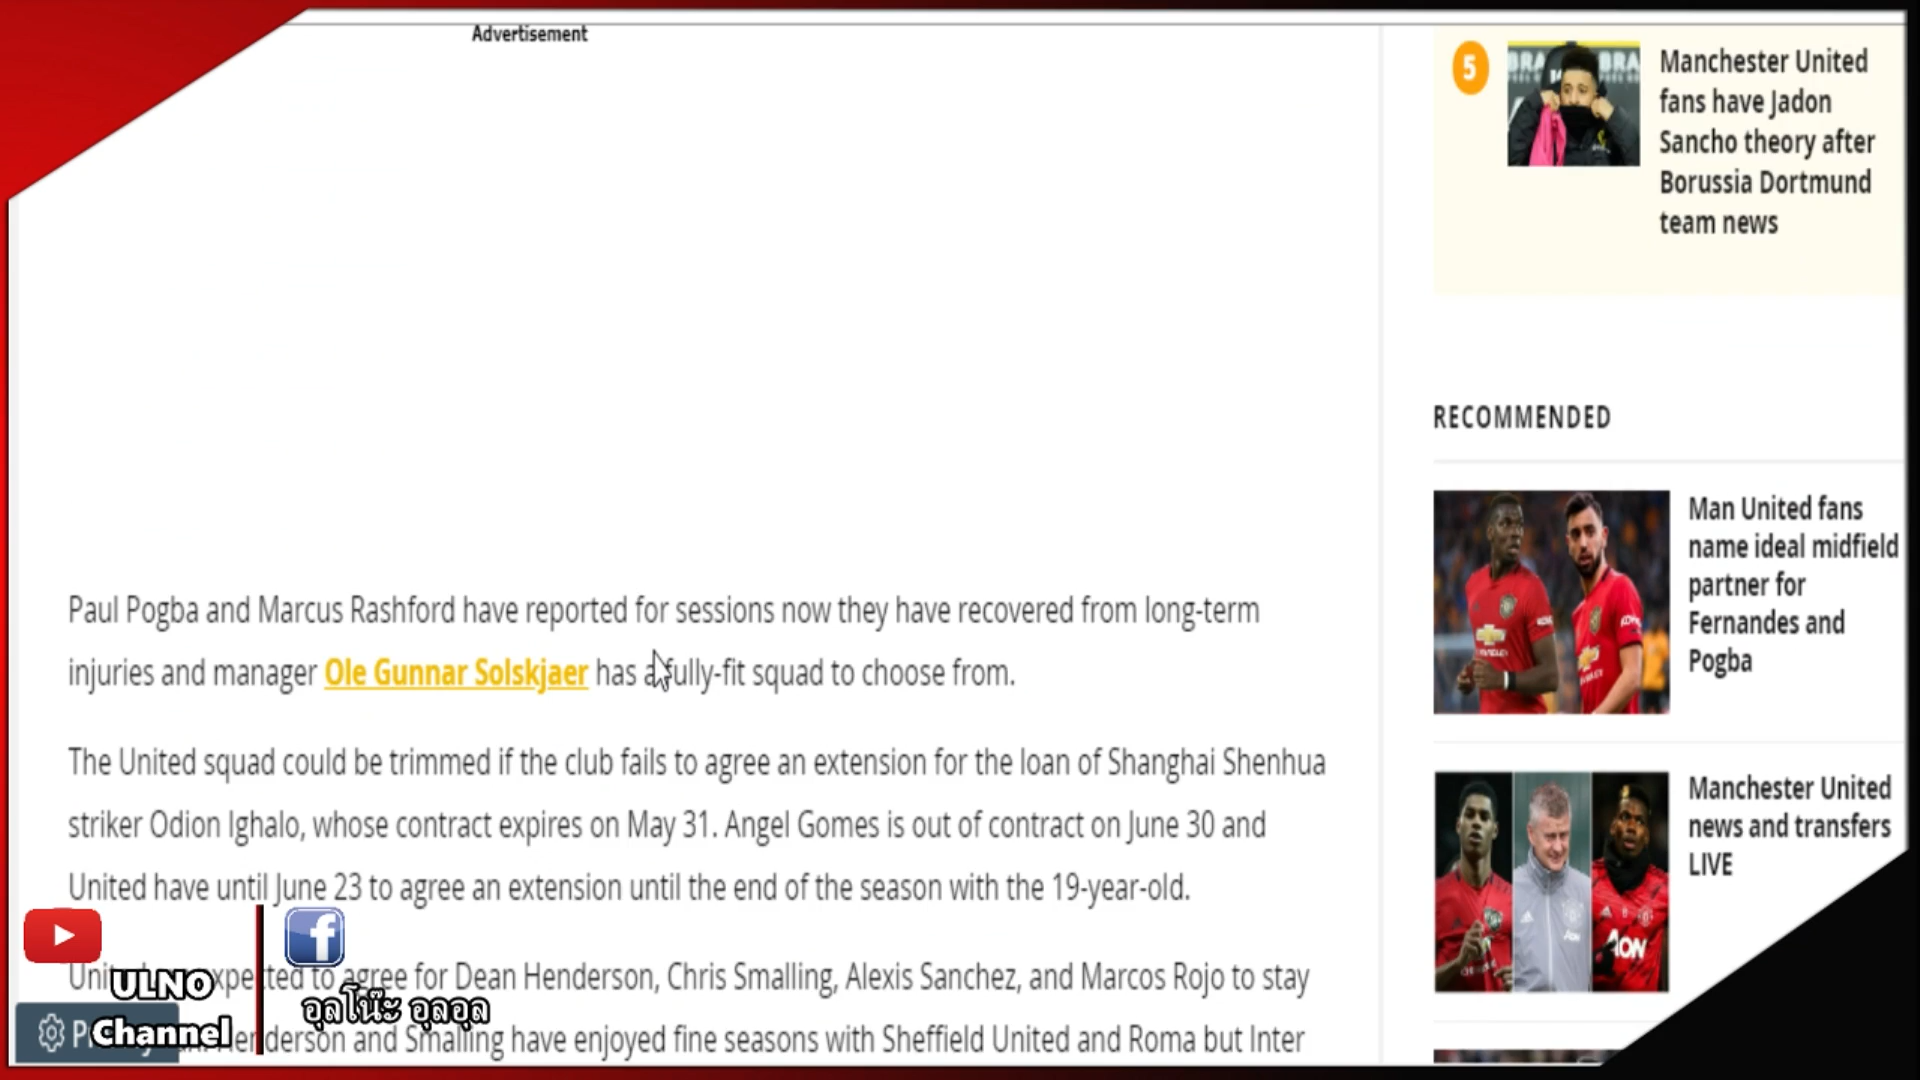 Advertisement
5
Manchester United
fans have Jadon
Sancho theory after
Borussia Dortmund
team news
RECOMMENDED
Man United fans
name ideal midfield
partner for
Fernandes and
Pogba
Manchester United
news and transfers
LIVE
Paul Pogba and Marcus Rashford have reported for sessions now they have recovered from long-term
injuries and manager Ole Gunnar Solskjaer has a fully-fit squad to choose from.
The United squad could be trimmed if the club fails to agree an extension for the loan of Shanghai Shenhua
striker Odion Ighalo, whose contract expires on May 31. Angel Gomes is out of contract on June 30 and
United have until June 23 to agree an extension until the end of the season with the 19-year-old.
to agree for Dean Henderson, Chris Smalling, Alexis Sanchez, and Marcos Rojo to stay
Henderson and Smalling have enjoyed fine seasons with Sheffield United and Roma but Inter
ULNO
Channel
อุลโน๊ะ อุลอุล
AON